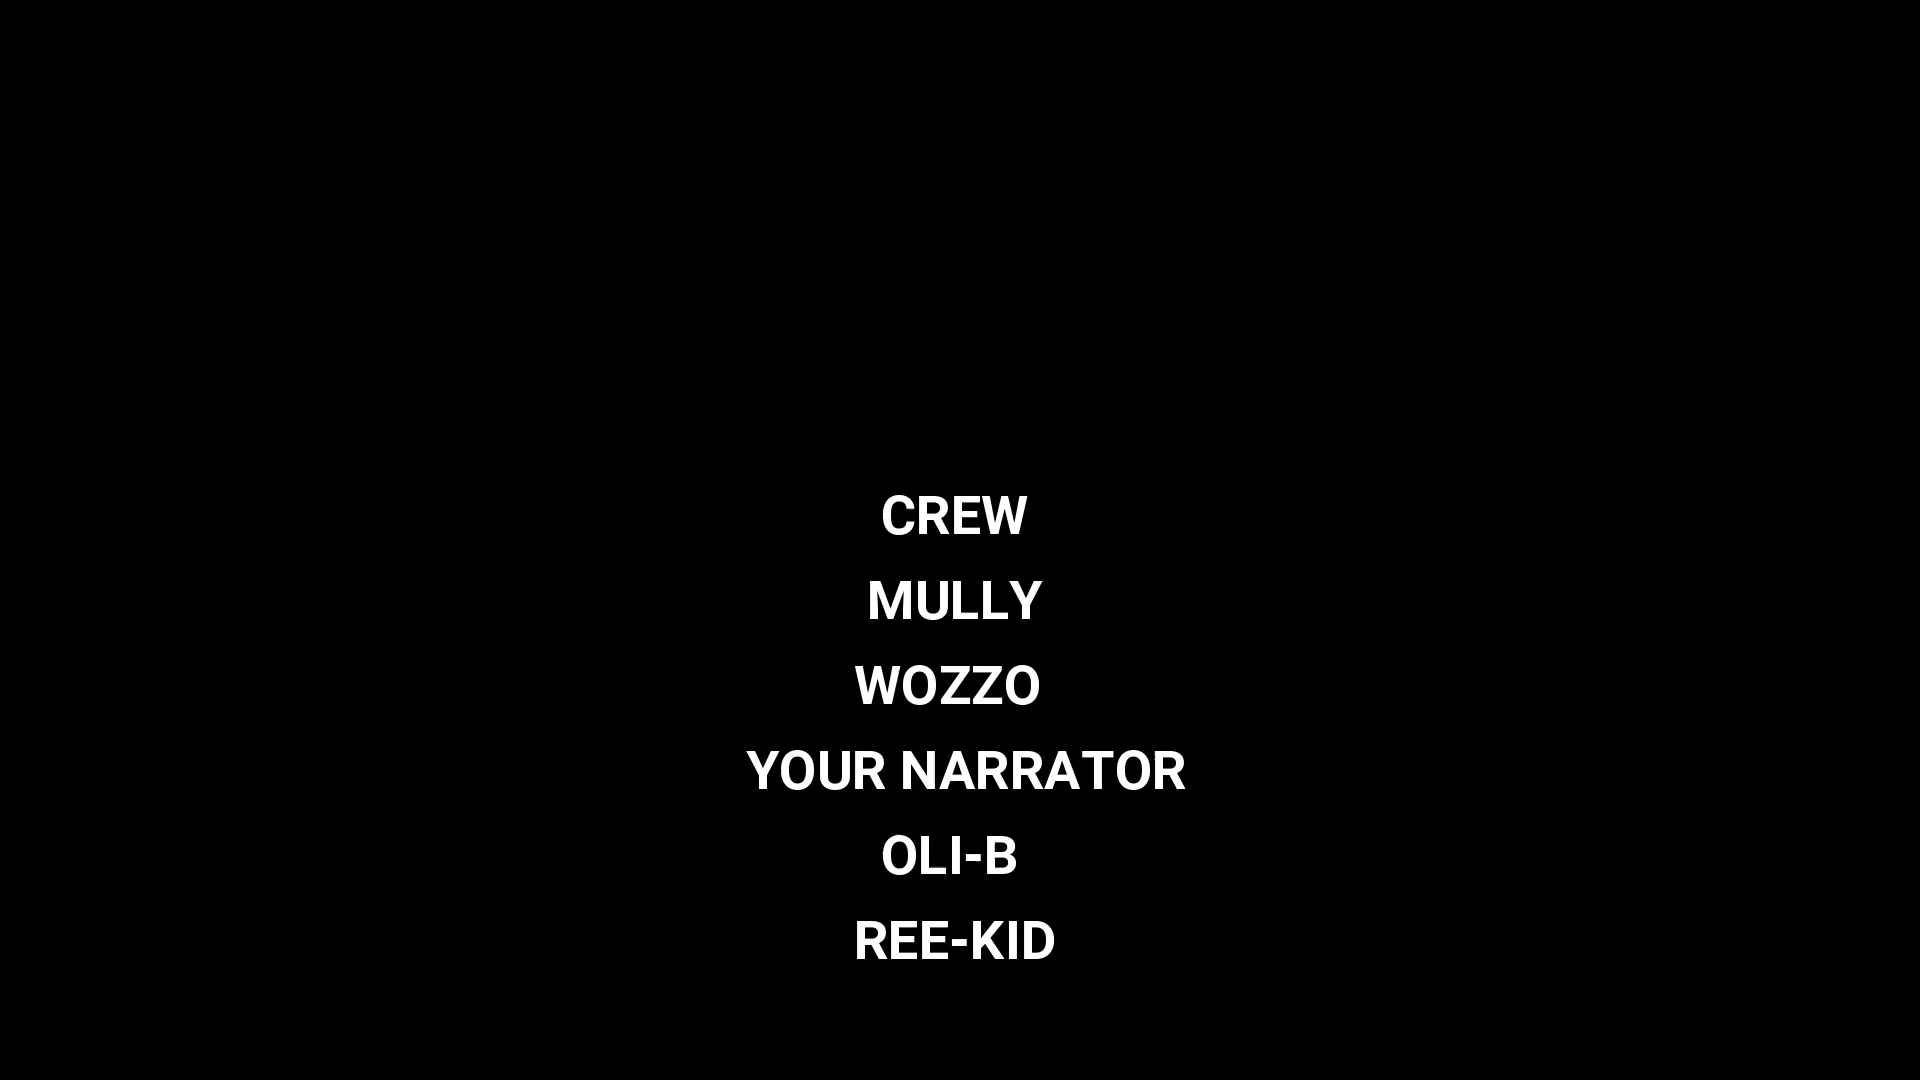 CREW
MULLY
WOZZO
YOUR NARRATOR
OLI-B
REE-KID